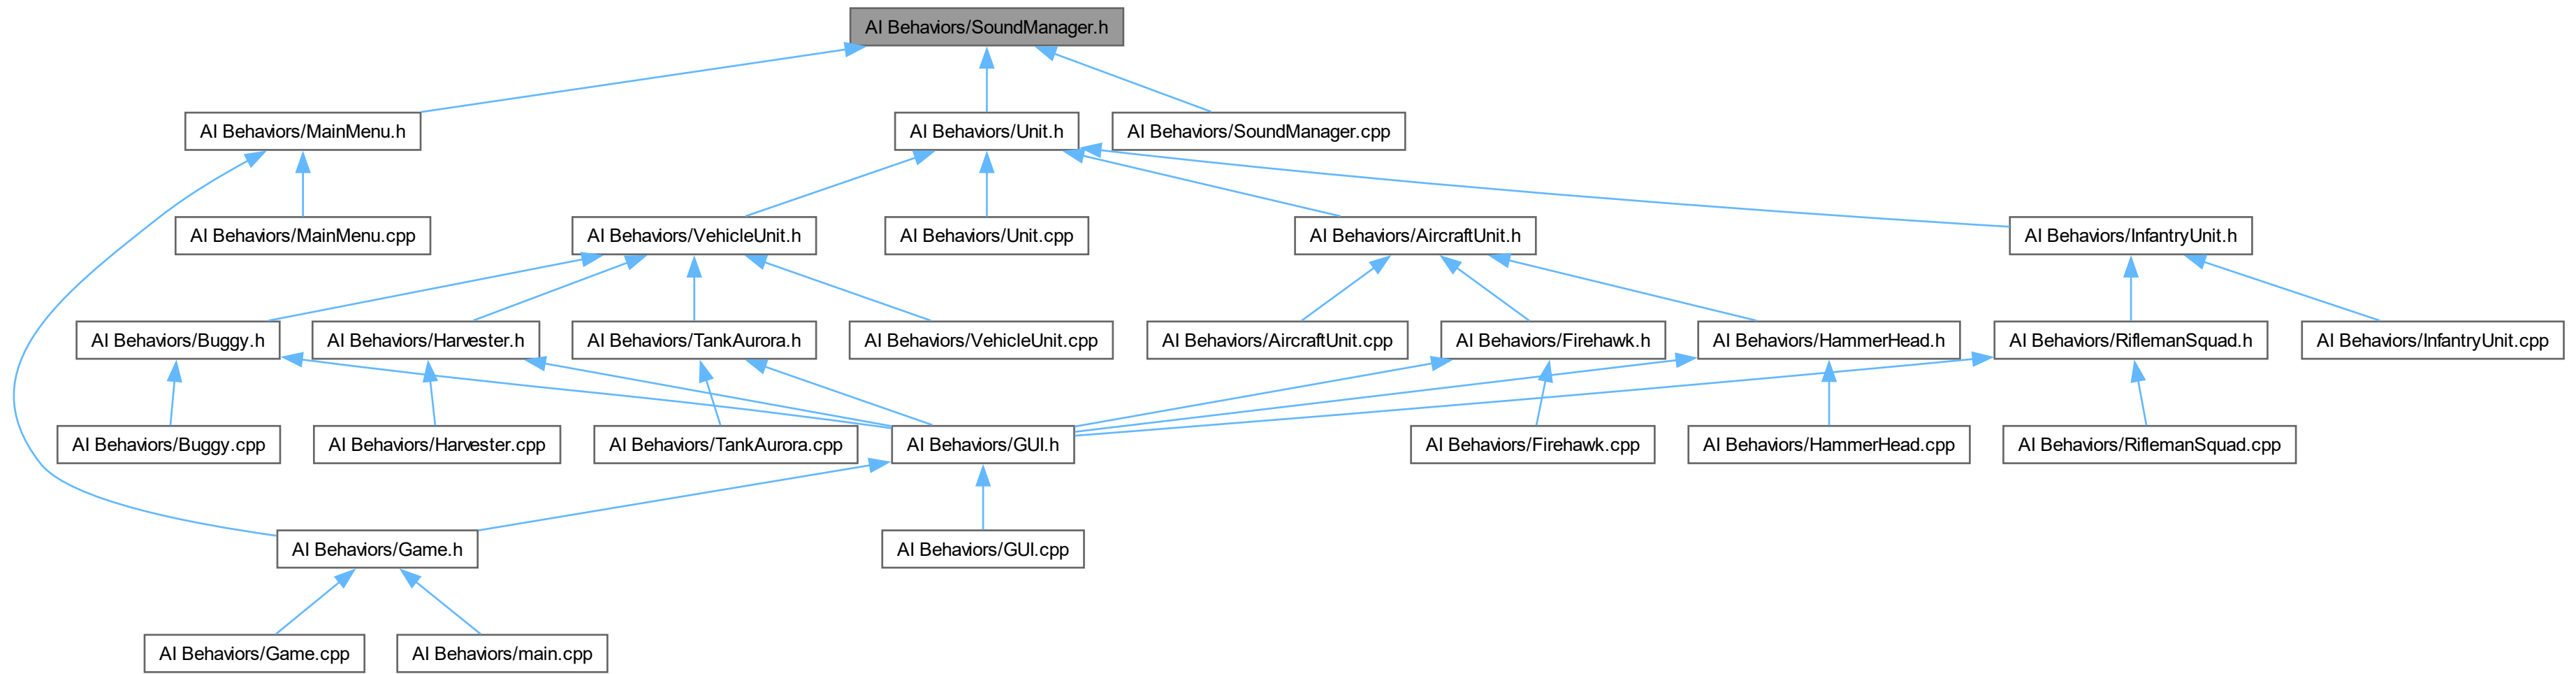 AI Behaviors/SoundManager.h
AI Behaviors/MainMenu.h
AI Behaviors/Unit.h
AI Behaviors/SoundManager.cpp
AI Behaviors/MainMenu.cpp
AI Behaviors/VehicleUnit.h
AI Behaviors/Unit.cpp
AI Behaviors/AircraftUnit.h
AI Behaviors/InfantryUnit.h
AI Behaviors/Buggy.h
AI Behaviors/Harvester.h
AI Behaviors/TankAurora.h
AI Behaviors/VehicleUnit.cpp
AI Behaviors/AircraftUnit.cpp
AI Behaviors/Firehawk.h
AI Behaviors/HammerHead.h
AI Behaviors/RiflemanSquad.h
AI Behaviors/InfantryUnit.cpp
AI Behaviors/Buggy.cpp
AI Behaviors/Harvester.cpp
AI Behaviors/TankAurora.cpp
AI Behaviors/GUI.h
AI Behaviors/Firehawk.cpp
AI Behaviors/HammerHead.cpp
AI Behaviors/RiflemanSquad.cpp
AI Behaviors/Game.h
AI Behaviors/GUI.cpp
AI Behaviors/Game.cpp
AI Behaviors/main.cpp